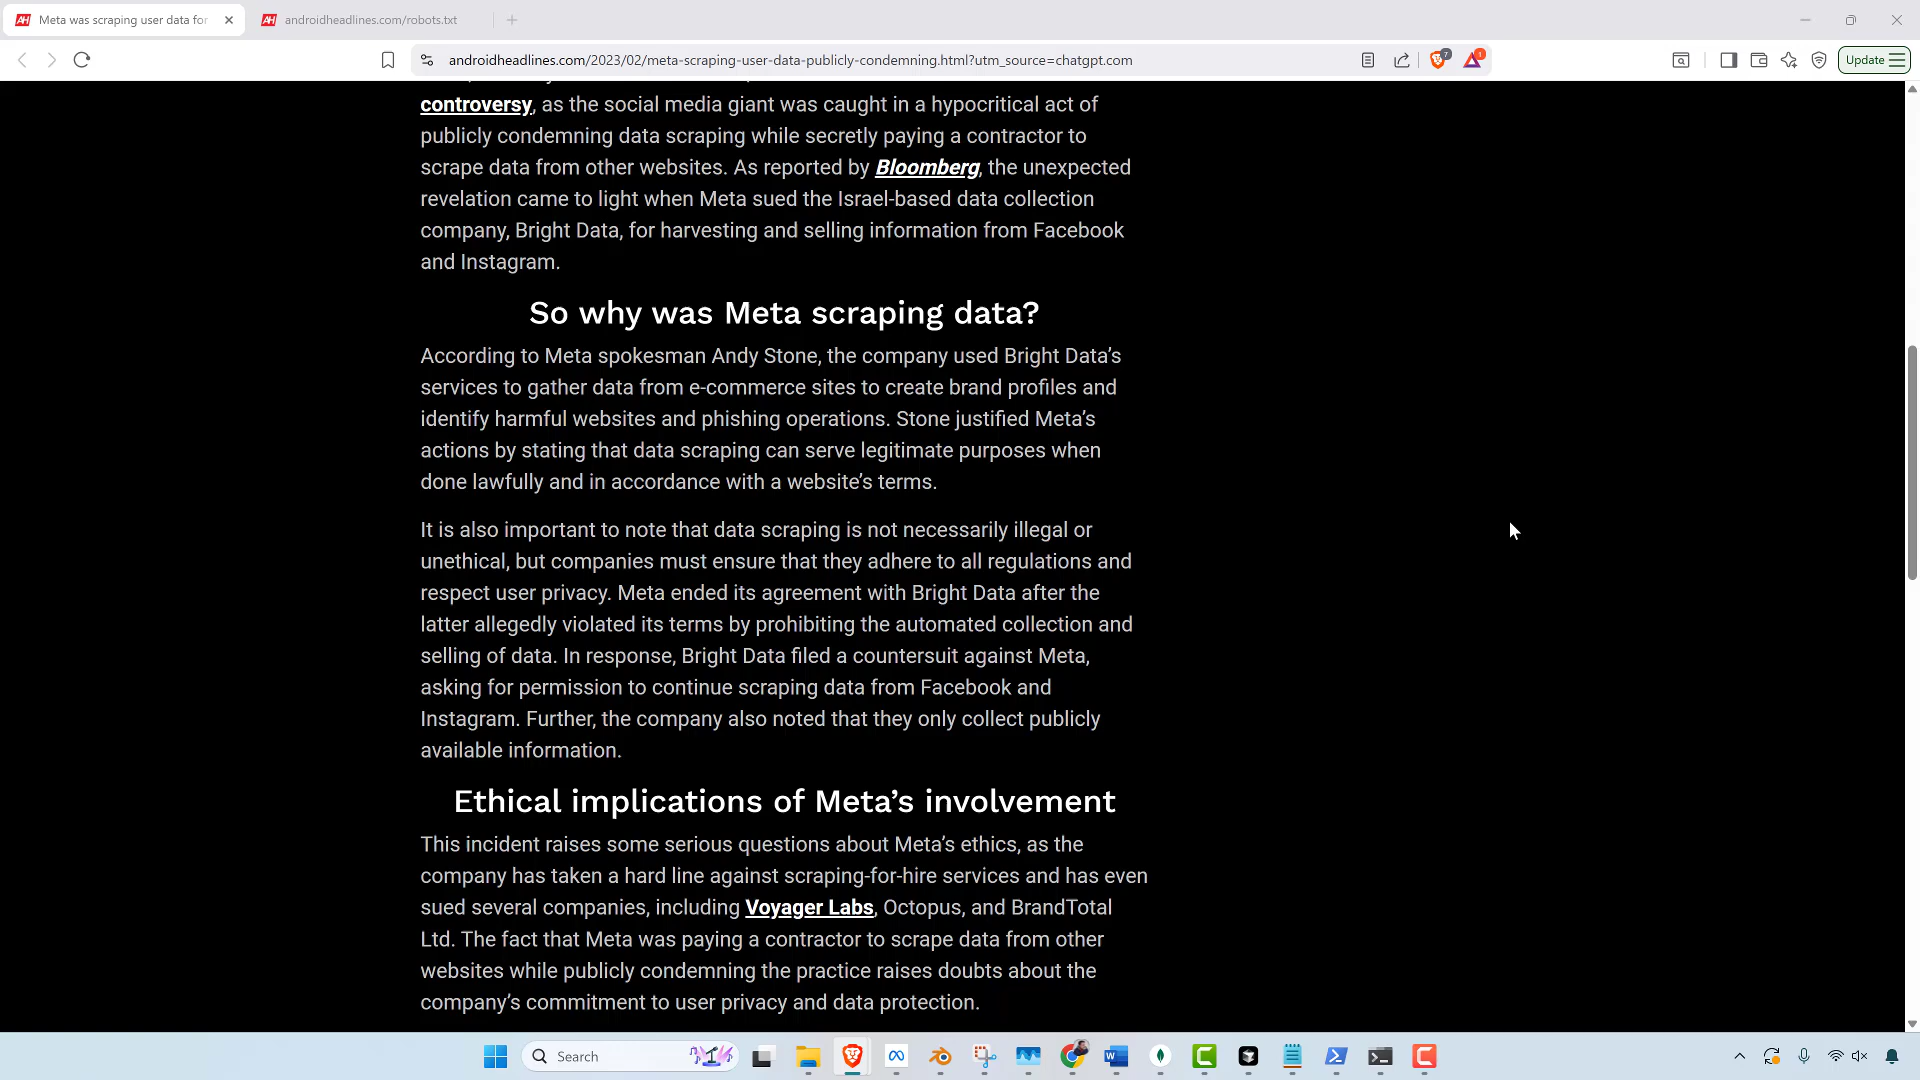 Meta was scraping user data for
androidheadlines.com/robots.txt
androidheadlines.com/2023/02/meta-scraping-user-data-publicly-condemning.html?utm_source=chatgpt.com
7
1
Update
controversy, as the social media giant was caught in a hypocritical act of
publicly condemning data scraping while secretly paying a contractor to
scrape data from other websites. As reported by Bloomberg, the unexpected
revelation came to light when Meta sued the Israel-based data collection
company, Bright Data, for harvesting and selling information from Facebook
and Instagram.
So why was Meta scraping data?
According to Meta spokesman Andy Stone, the company used Bright Data’s
services to gather data from e-commerce sites to create brand profiles and
identify harmful websites and phishing operations. Stone justified Meta’s
actions by stating that data scraping can serve legitimate purposes when
done lawfully and in accordance with a website’s terms.
It is also important to note that data scraping is not necessarily illegal or
unethical, but companies must ensure that they adhere to all regulations and
respect user privacy. Meta ended its agreement with Bright Data after the
latter allegedly violated its terms by prohibiting the automated collection and
selling of data. In response, Bright Data filed a countersuit against Meta,
asking for permission to continue scraping data from Facebook and
Instagram. Further, the company also noted that they only collect publicly
available information.
Ethical implications of Meta’s involvement
This incident raises some serious questions about Meta’s ethics, as the
company has taken a hard line against scraping-for-hire services and has even
sued several companies, including Voyager Labs, Octopus, and BrandTotal
Ltd. The fact that Meta was paying a contractor to scrape data from other
websites while publicly condemning the practice raises doubts about the
company’s commitment to user privacy and data protection.
Search